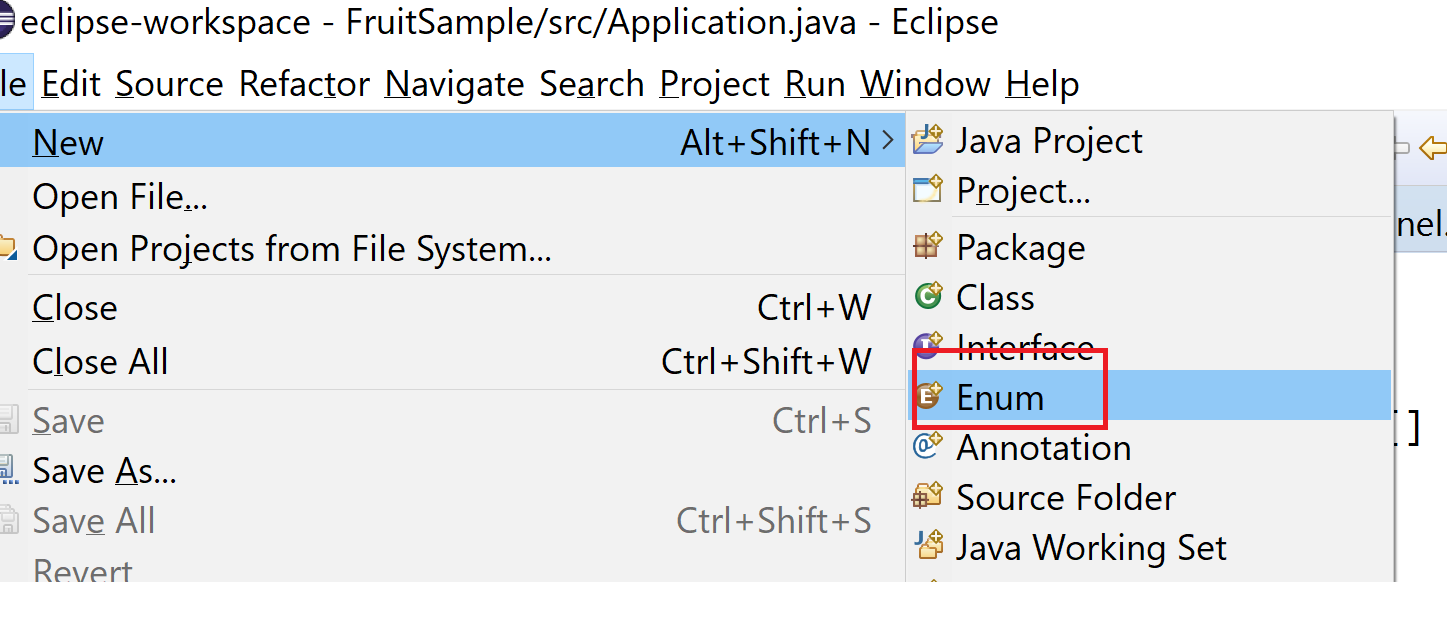 eclipse-workspace - FruitSample/src/Application.java - Eclipse
le Edit Source Refactor Navigate Search Project Run Window Help
New Alt+Shift+N >
Open File...
Open Projects from File System...
Close Ctrl+W
Close All Ctrl+Shift+W
Save Ctrl+S
Save As...
Save All Ctrl+Shift+S
Revert
Java Project
Project...
Package
Class
Interface
Enum
Annotation
Source Folder
Java Working Set
nel.
[]